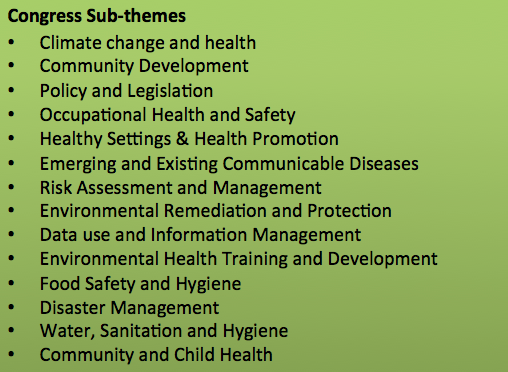 Congress Sub-themes
• Climate change and health
• Community Development
• Policy and Legislation
• Occupational Health and Safety
• Healthy Settings & Health Promotion
• Emerging and Existing Communicable Diseases
• Risk Assessment and Management
• Environmental Remediation and Protection
• Data use and Information Management
• Environmental Health Training and Development
• Food Safety and Hygiene
• Disaster Management
• Water, Sanitation and Hygiene
• Community and Child Health